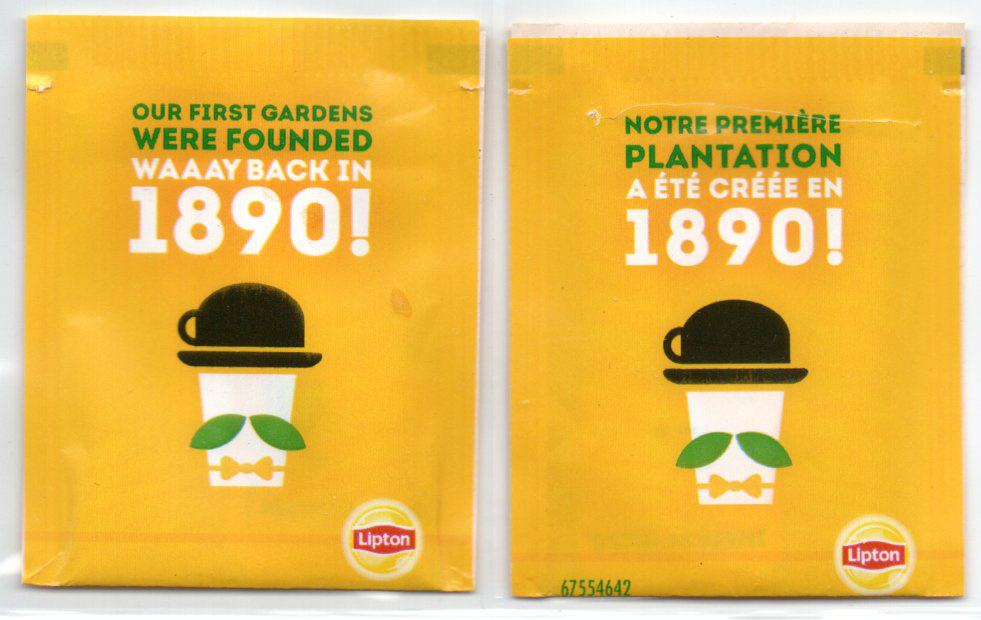 OUR FIRST GARDENS
WERE FOUNDED
WAAAY BACK IN
1890!
Lipton
NOTRE PREMIÈRE
PLANTATION
A ÉTÉ CRÉÉE EN
1890!
Lipton
67554642